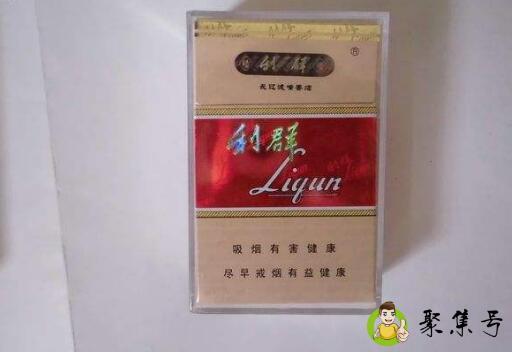 利群
®
利群
Liqun
吸烟有害健康
尽早戒烟有益健康
聚集号